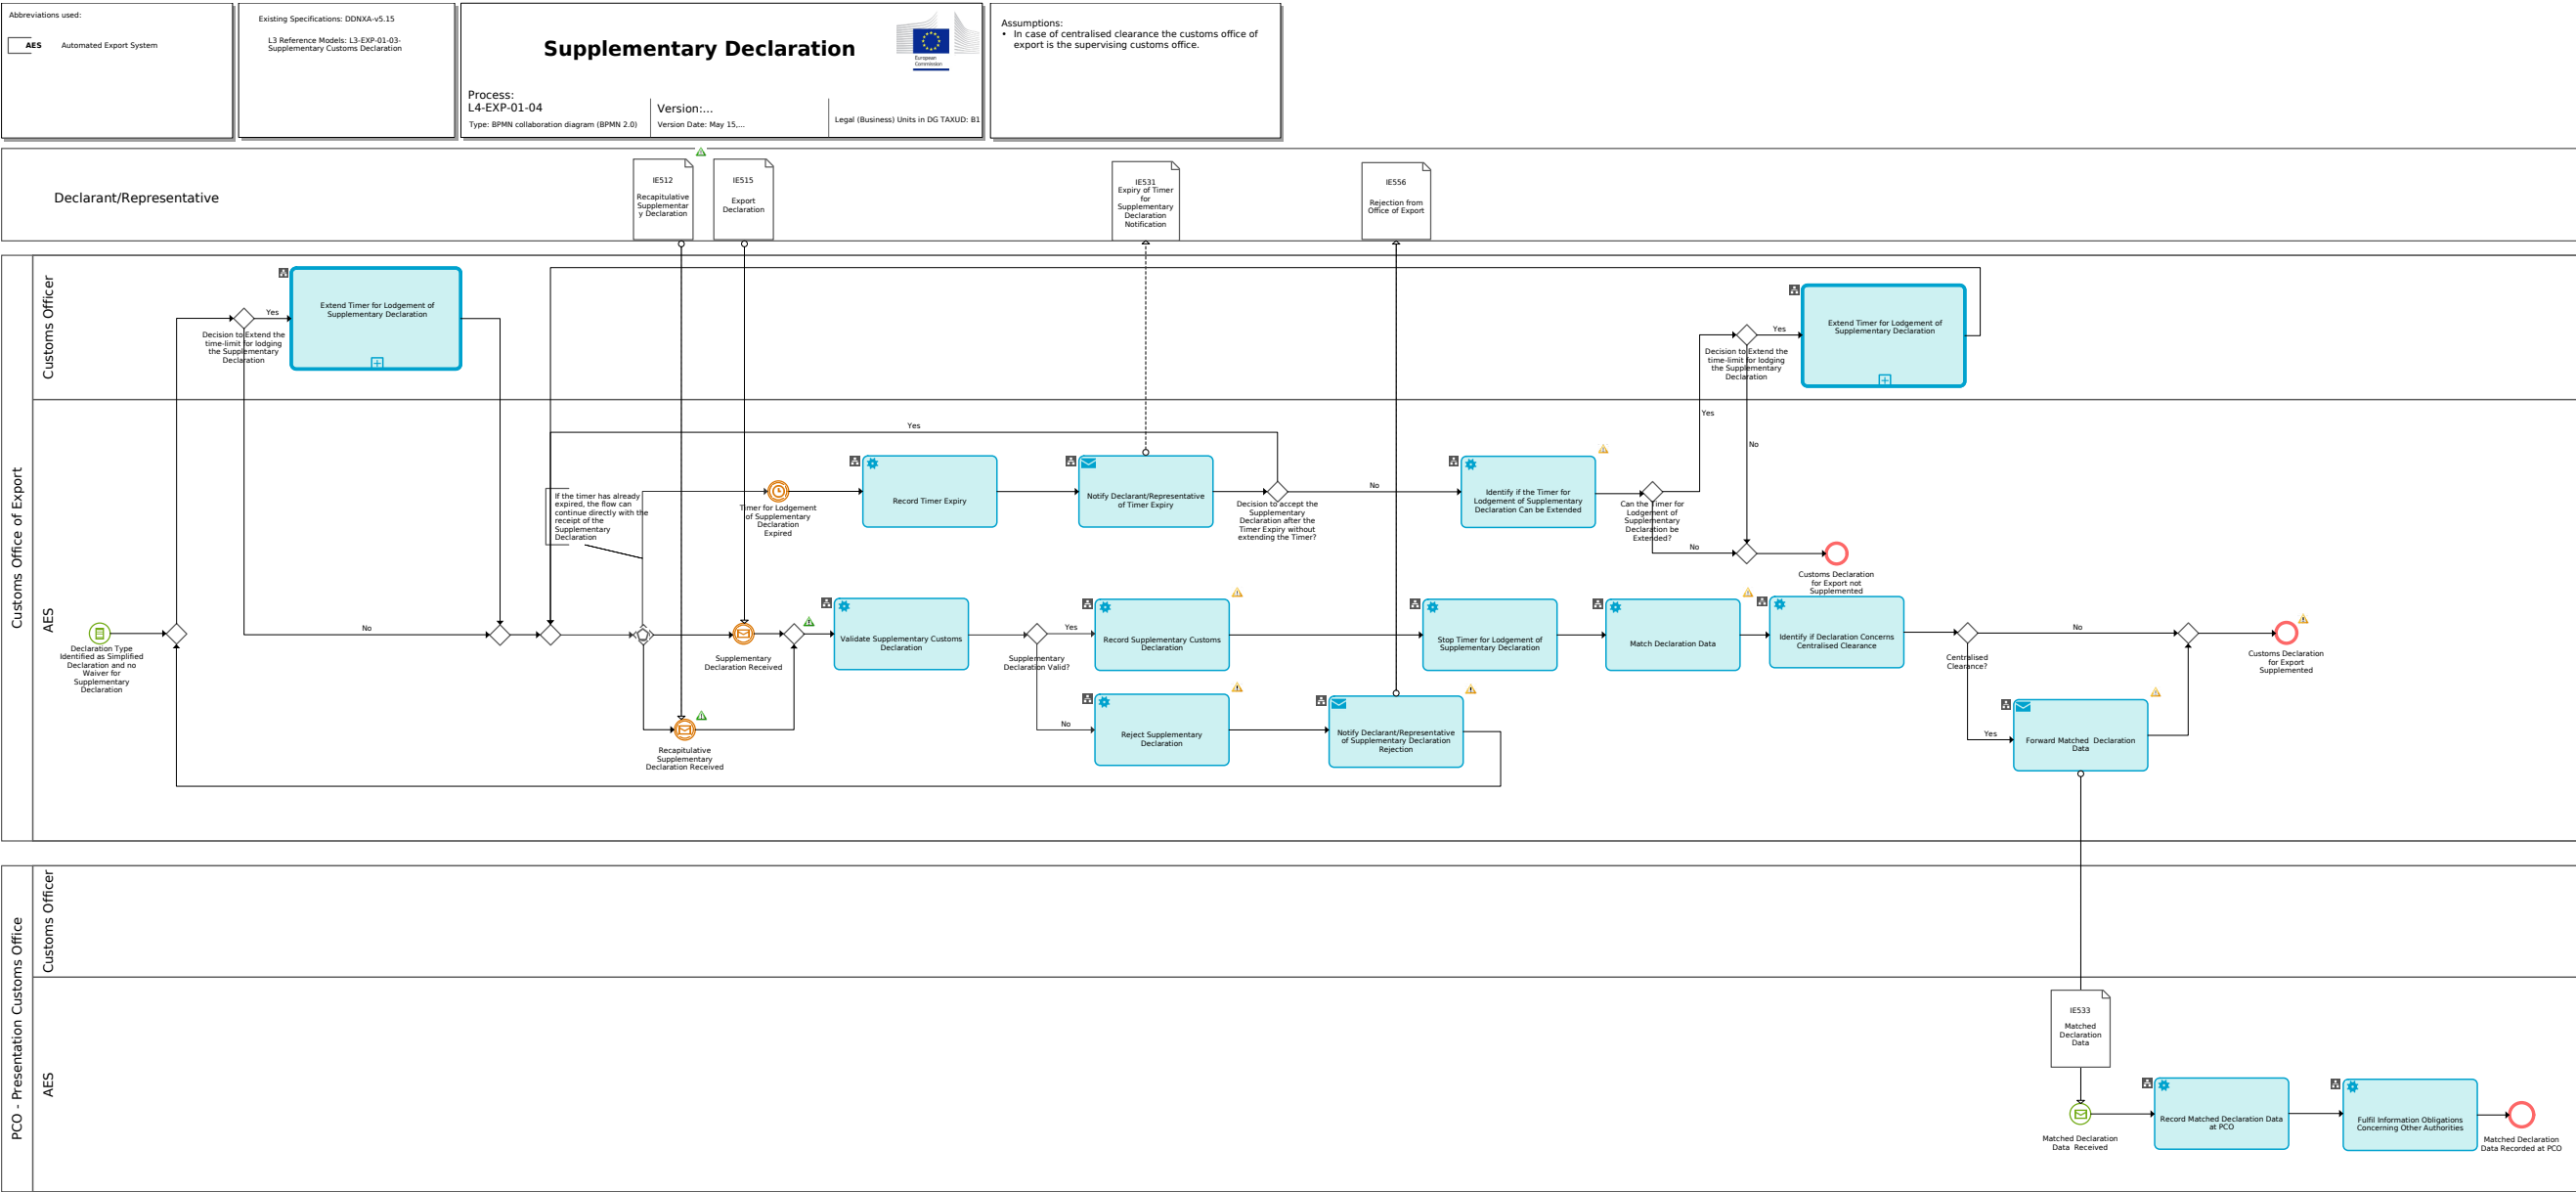 Abbreviations used:
AES
Automated Export System
Existing Specifications: DDNXA-v5.15
L3 Reference Models: L3-EXP-01-03-
Supplementary Customs Declaration
Supplementary Declaration
European
Commission
Process:
L4-EXP-01-04
Type: BPMN collaboration diagram (BPMN 2.0)
Version:...
Version Date: May 15,...
Legal (Business) Units in DG TAXUD: B1
Assumptions:
• In case of centralised clearance the customs office of
export is the supervising customs office.
Declarant/Representative
IE512
Recapitulative
Supplementar
y Declaration
IE515
Export
Declaration
IE531
Expiry of Timer
for
Supplementary
Declaration
Notification
IE556
Rejection from
Office of Export
Customs Office of Export
Customs Officer
Decision to Extend the
time-limit for lodging
the Supplementary
Declaration
Yes
Extend Timer for Lodgement of
Supplementary Declaration
Decision to Extend the
time-limit for lodging
the Supplementary
Declaration
Yes
Extend Timer for Lodgement of
Supplementary Declaration
AES
Yes
No
Yes
If the timer has already
expired, the flow can
continue directly with the
receipt of the
Supplementary
Declaration
Timer for Lodgement
of Supplementary
Declaration
Expired
Record Timer Expiry
Notify Declarant/Representative
of Timer Expiry
Decision to accept the
Supplementary
Declaration after the
Timer Expiry without
extending the Timer?
No
Identify if the Timer for
Lodgement of Supplementary
Declaration Can be Extended
Can the Timer for
Lodgement of
Supplementary
Declaration be
Extended?
No
Customs Declaration
for Export not
Supplemented
Declaration Type
Identified as Simplified
Declaration and no
Waiver for
Supplementary
Declaration
No
Supplementary
Declaration Received
Validate Supplementary Customs
Declaration
Supplementary
Declaration Valid?
Yes
Record Supplementary Customs
Declaration
Stop Timer for Lodgement of
Supplementary Declaration
Match Declaration Data
Identify if Declaration Concerns
Centralised Clearance
Centralised
Clearance?
No
Customs Declaration
for Export
Supplemented
Recapitulative
Supplementary
Declaration Received
No
Reject Supplementary
Declaration
Notify Declarant/Representative
of Supplementary Declaration
Rejection
Yes
Forward Matched  Declaration
Data
PCO - Presentation Customs Office
Customs Officer
AES
IE533
Matched
Declaration
Data
Matched Declaration
Data  Received
Record Matched Declaration Data
at PCO
Fulfil Information Obligations
Concerning Other Authorities
Matched Declaration
Data Recorded at PCO